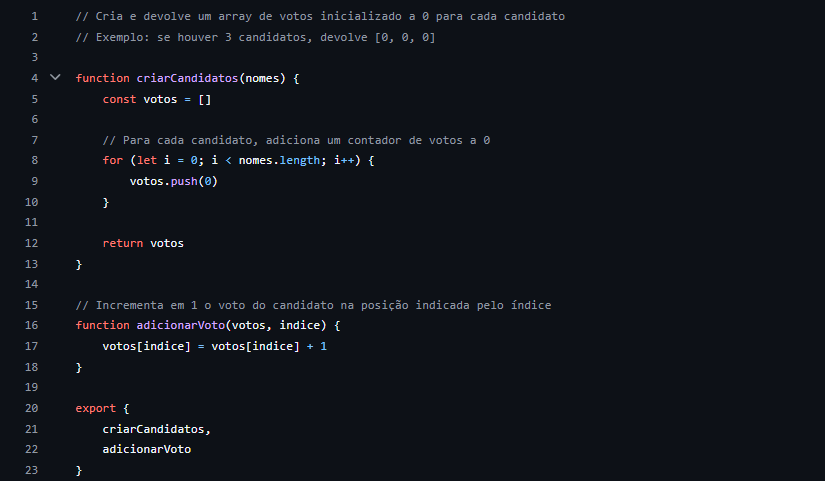 1 // Cria e devolve um array de votos inicializado a 0 para cada candidato
2 // Exemplo: se houver 3 candidatos, devolve [0, 0, 0]
3
4 function criarCandidatos(nomes) {
5 const votos = []
6
7 // Para cada candidato, adiciona um contador de votos a 0
8 for (let i = 0; i < nomes.length; i++) {
9 votos.push(0)
10 }
11
12 return votos
13 }
14
15 // Incrementa em 1 o voto do candidato na posição indicada pelo índice
16 function adicionarVoto(votos, indice) {
17 votos[indice] = votos[indice] + 1
18 }
19
20 export {
21 criarCandidatos,
22 adicionarVoto
23 }